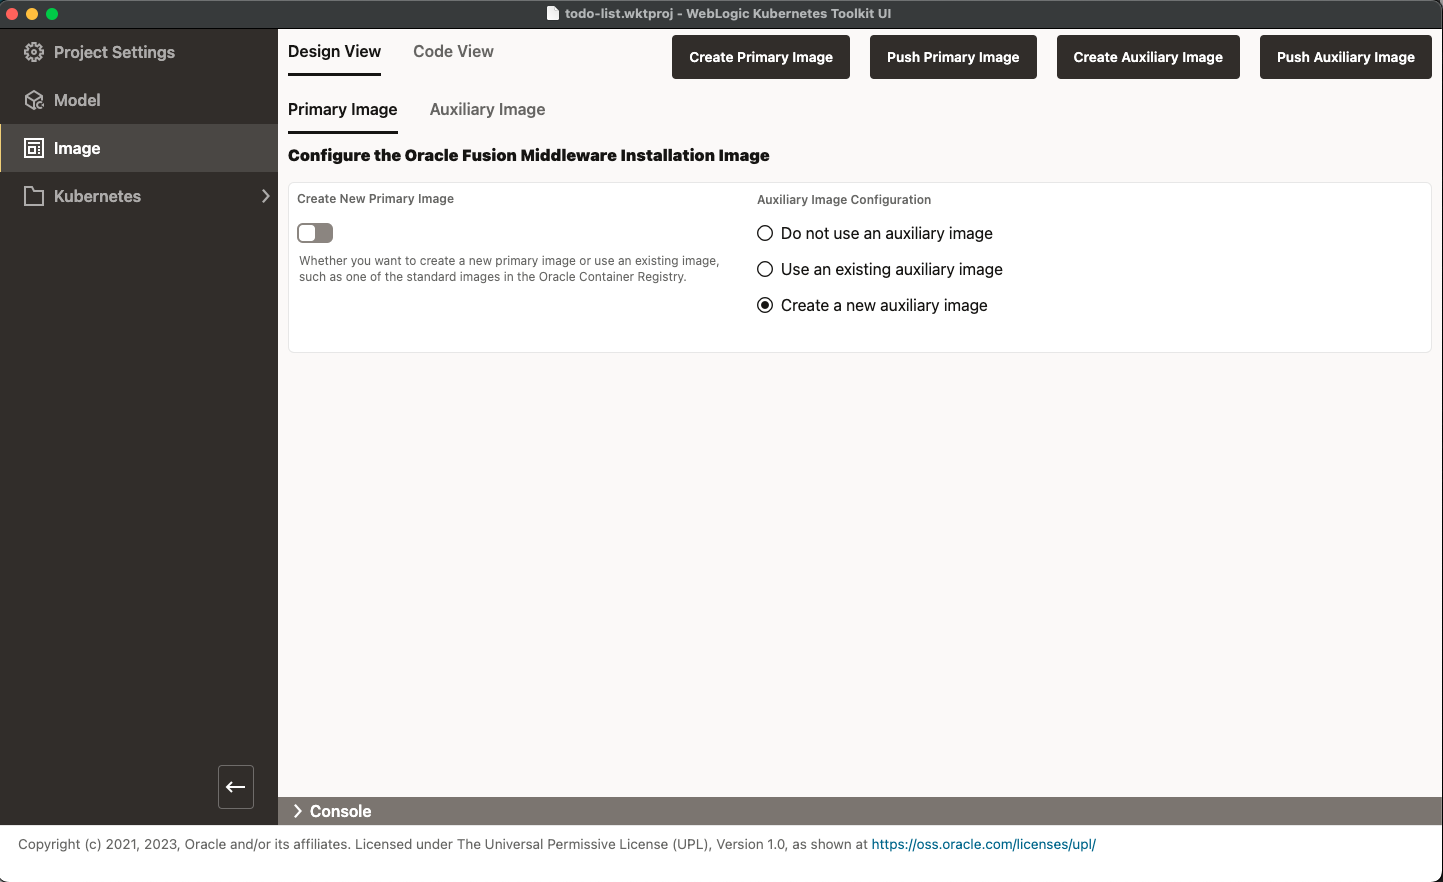 todo-list.wktproj - WebLogic Kubernetes Toolkit UI
Project Settings
Model
Image
Kubernetes
Design View
Code View
Create Primary Image
Push Primary Image
Create Auxiliary Image
Push Auxiliary Image
Primary Image
Auxiliary Image
Configure the Oracle Fusion Middleware Installation Image
Create New Primary Image
Whether you want to create a new primary image or use an existing image,
such as one of the standard images in the Oracle Container Registry.
Auxiliary Image Configuration
Do not use an auxiliary image
Use an existing auxiliary image
Create a new auxiliary image
Console
Copyright (c) 2021, 2023, Oracle and/or its affiliates. Licensed under The Universal Permissive License (UPL), Version 1.0, as shown at https://oss.oracle.com/licenses/upl/